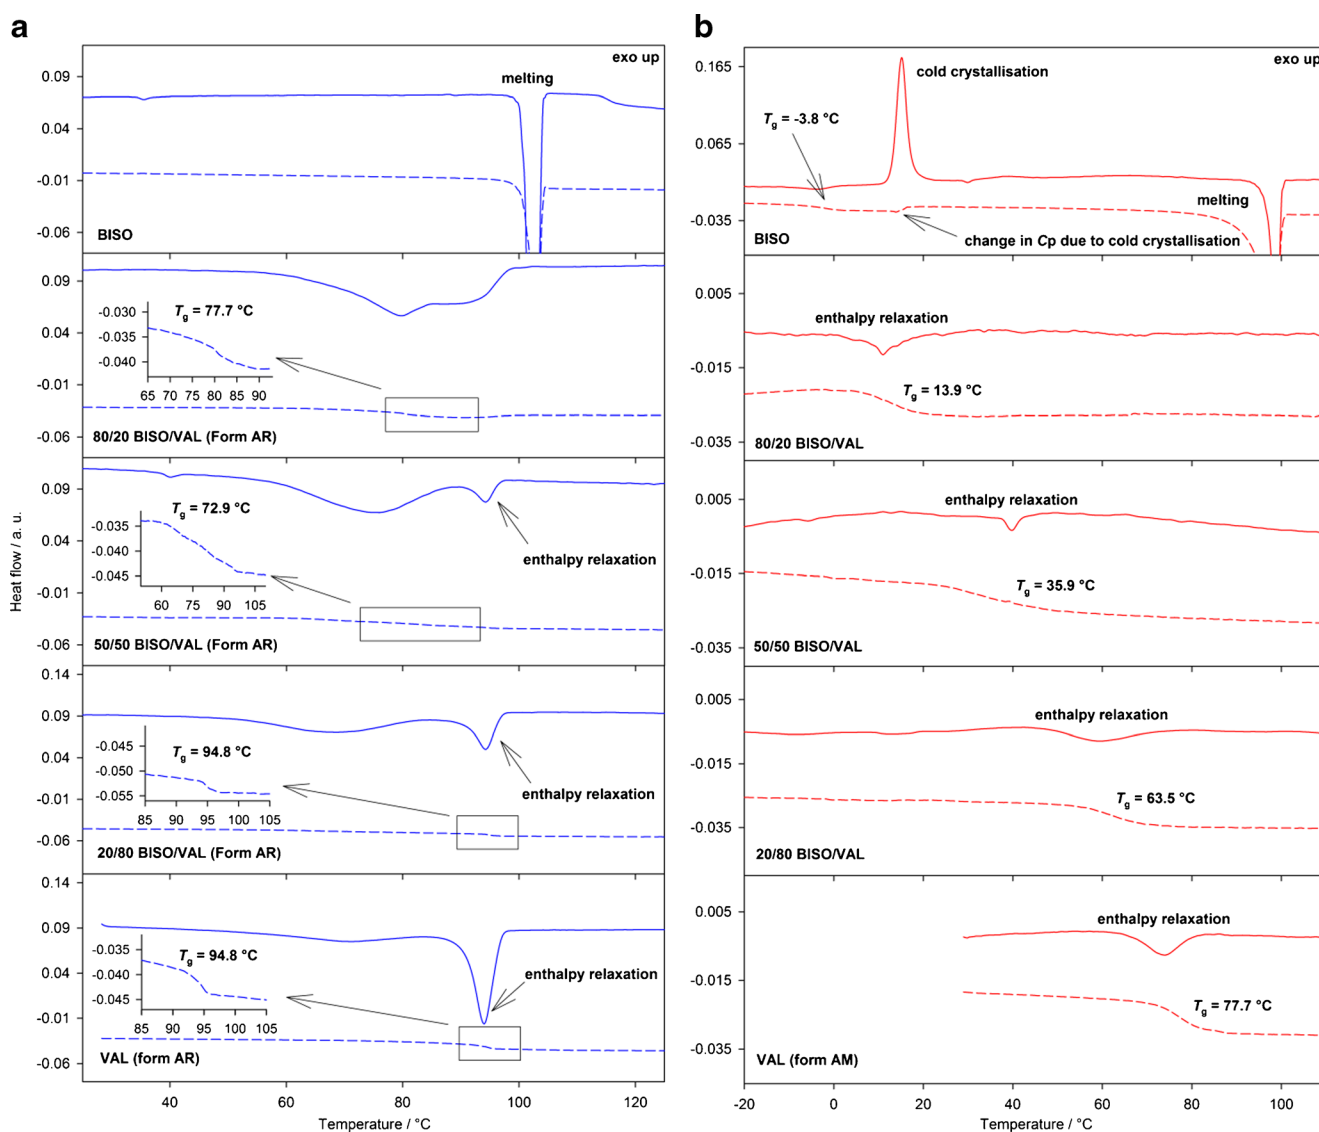 a
exo up
melting
0.09
0.04
-0.01
-0.06
BISO
0.09
0.04
-0.01
-0.06
Tg = 77.7 °C
-0.030
-0.035
-0.040
65 70 75 80 85 90
80/20 BISO/VAL (Form AR)
0.09
0.04
-0.01
-0.06
Tg = 72.9 °C
-0.035
-0.040
-0.045
60 75 90 105
enthalpy relaxation
50/50 BISO/VAL (Form AR)
0.14
0.09
0.04
-0.01
-0.06
Tg = 94.8 °C
-0.045
-0.050
-0.055
85 90 95 100 105
enthalpy relaxation
20/80 BISO/VAL (Form AR)
0.14
0.09
0.04
-0.01
-0.06
Tg = 94.8 °C
-0.035
-0.040
-0.045
85 90 95 100 105
enthalpy relaxation
VAL (form AR)
40 60 80 100 120
Temperature / °C
Heat flow / a. u.
b
exo up
0.165
0.065
-0.035
cold crystallisation
Tg = -3.8 °C
melting
change in Cp due to cold crystallisation
BISO
0.005
-0.015
-0.035
enthalpy relaxation
Tg = 13.9 °C
80/20 BISO/VAL
0.005
-0.015
-0.035
enthalpy relaxation
Tg = 35.9 °C
50/50 BISO/VAL
0.005
-0.015
-0.035
enthalpy relaxation
Tg = 63.5 °C
20/80 BISO/VAL
0.005
-0.015
-0.035
enthalpy relaxation
Tg = 77.7 °C
VAL (form AM)
-20 0 20 40 60 80 100
Temperature / °C